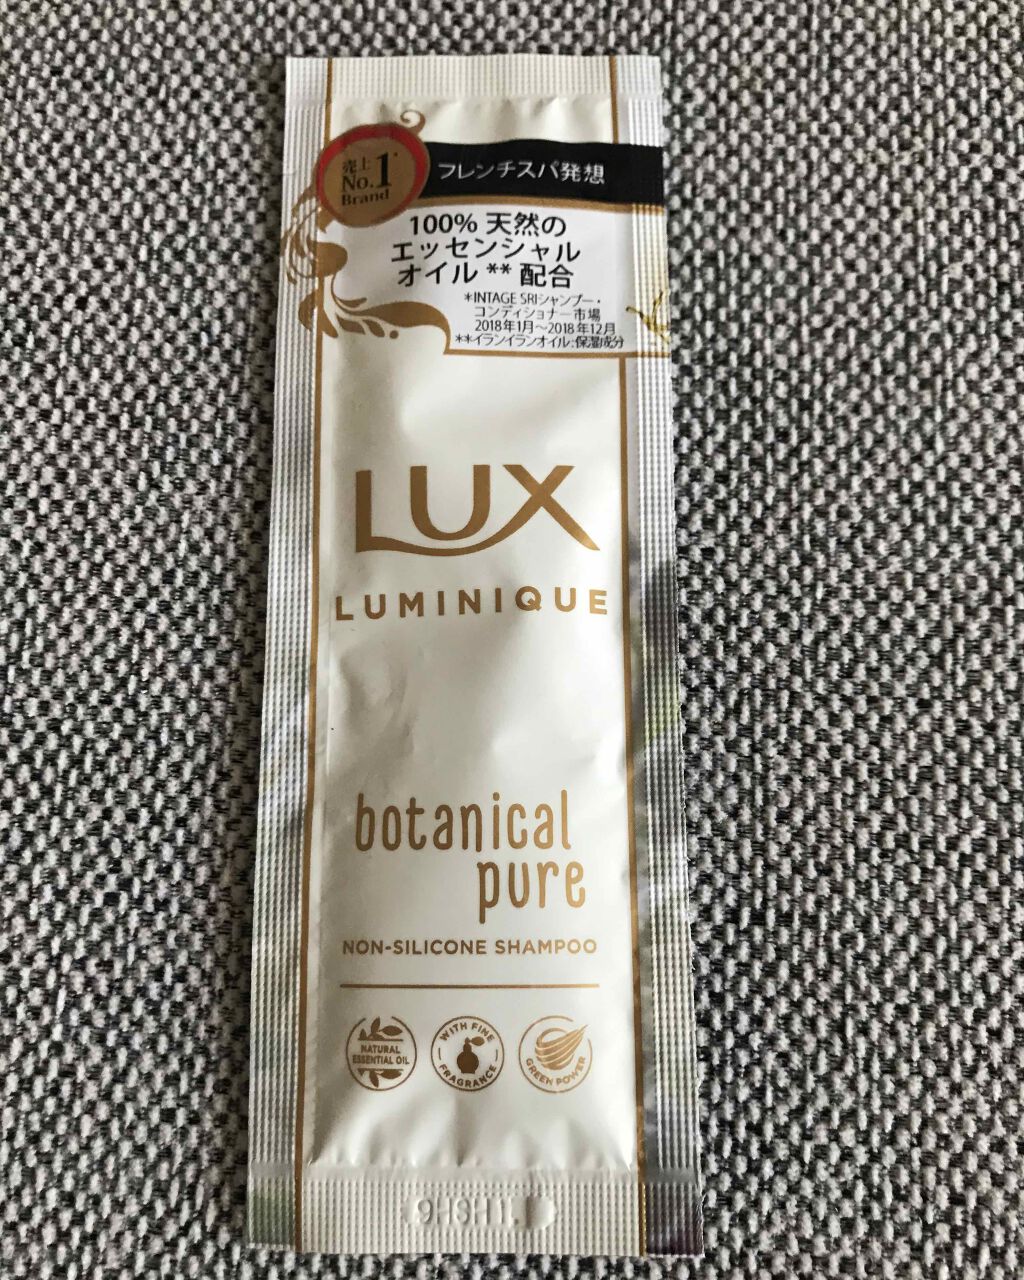 売上
No.1*
Brand
フレンチスパ発想
100% 天然の
エッセンシャル
オイル ** 配合
*INTAGE SRIシャンプー・
コンディショナー市場
2018年1月～2018年12月
**イランイランオイル:保湿成分
LUX
LUMINIQUE
botanical
pure
NON-SILICONE SHAMPOO
NATURAL
ESSENTIAL OIL
WITH FINE
FRAGRANCE
GREEN POWER